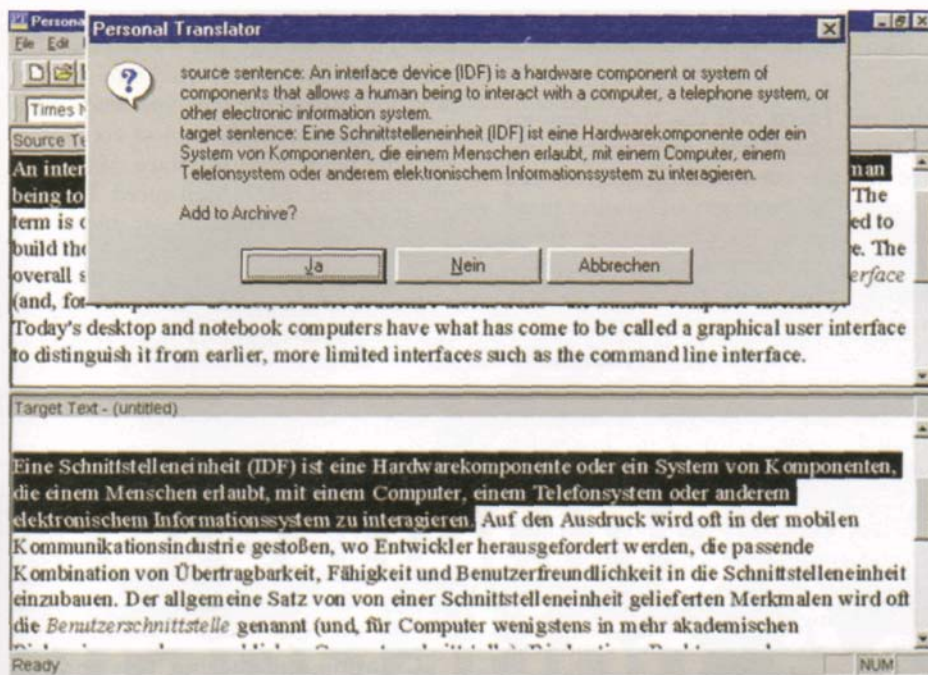 Persona
Personal Translator
File Edit
source sentence: An interface device (IDF) is a hardware component or system of
components that allows a human being to interact with a computer, a telephone system, or
other electronic information system.
target sentence: Eine Schnittstelleneinheit (IDF) ist eine Hardwarekomponente oder ein
System von Komponenten, die einem Menschen erlaubt, mit einem Computer, einem
Telefonsystem oder anderem elektronischem Informationssystem zu interagieren.
Add to Archive?
Ja Nein Abbrechen
Times N
Source Te
An inter man
being to The
term is c ed to
build the e. The
overall s erface
(and, for
Today's desktop and notebook computers have what has come to be called a graphical user interface
to distinguish it from earlier, more limited interfaces such as the command line interface.
Target Text - (untitled)
Eine Schnittstelleneinheit (IDF) ist eine Hardwarekomponente oder ein System von Komponenten,
die einem Menschen erlaubt, mit einem Computer, einem Telefonsystem oder anderem
elektronischem Informationssystem zu interagieren. Auf den Ausdruck wird oft in der mobilen
Kommunikationsindustrie gestoßen, wo Entwickler herausgefordert werden, die passende
Kombination von Übertragbarkeit, Fähigkeit und Benutzerfreundlichkeit in die Schnittstelleneinheit
einzubauen. Der allgemeine Satz von von einer Schnittstelleneinheit gelieferten Merkmalen wird oft
die Benutzerschnittstelle genannt (und, für Computer wenigstens in mehr akademischen
Ready NUM